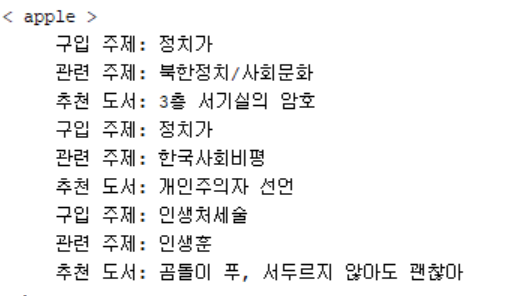 < apple >
구입 주제: 정치가
관련 주제: 북한정치/사회문화
추천 도서: 3층 서기실의 암호
구입 주제: 정치가
관련 주제: 한국사회비평
추천 도서: 개인주의자 선언
구입 주제: 인생처세술
관련 주제: 인생훈
추천 도서: 곰돌이 푸, 서두르지 않아도 괜찮아